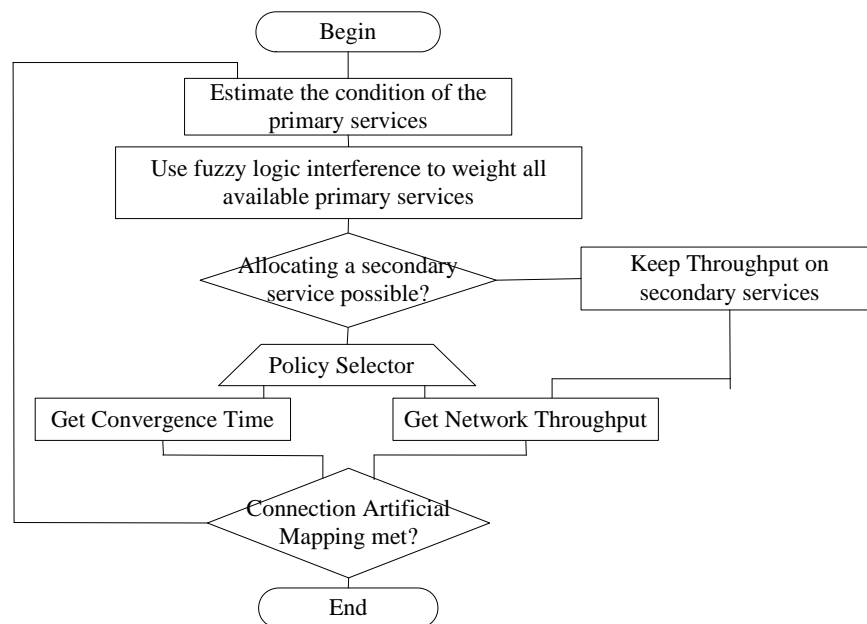 Begin
Estimate the condition of the
primary services
Use fuzzy logic interference to weight all
available primary services
Allocating a secondary
service possible?
Keep Throughput on
secondary services
Policy Selector
Get Convergence Time
Get Network Throughput
Connection Artificial
Mapping met?
End